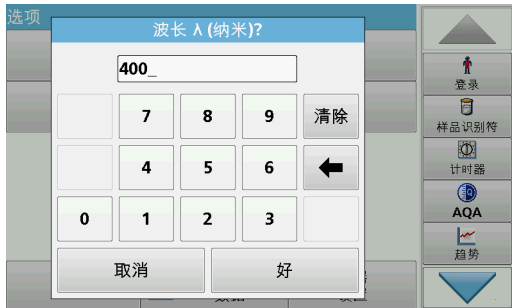 选项
波长 λ (纳米)?
400_
7 8 9 清除
4 5 6
0 1 2 3
取消 好
登录
样品识别符
计时器
AQA
趋势